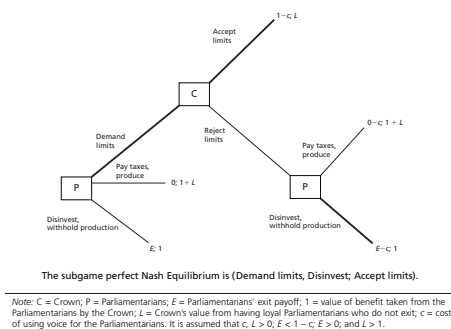 1–c; L
Accept
limits
C
Demand
limits
Reject
limits
0–c; 1 + L
Pay taxes,
produce
Pay taxes,
produce
0; 1+ L
P
P
Disinvest,
withhold production
Disinvest,
withhold production
E; 1
E–c; 1
The subgame perfect Nash Equilibrium is (Demand limits, Disinvest; Accept limits).
Note: C = Crown; P = Parliamentarians; E = Parliamentarians' exit payoff; 1 = value of benefit taken from the
Parliamentarians by the Crown; L = Crown's value from having loyal Parliamentarians who do not exit; c = cost
of using voice for the Parliamentarians. It is assumed that c, L > 0; E < 1 – c; E > 0; and L > 1.